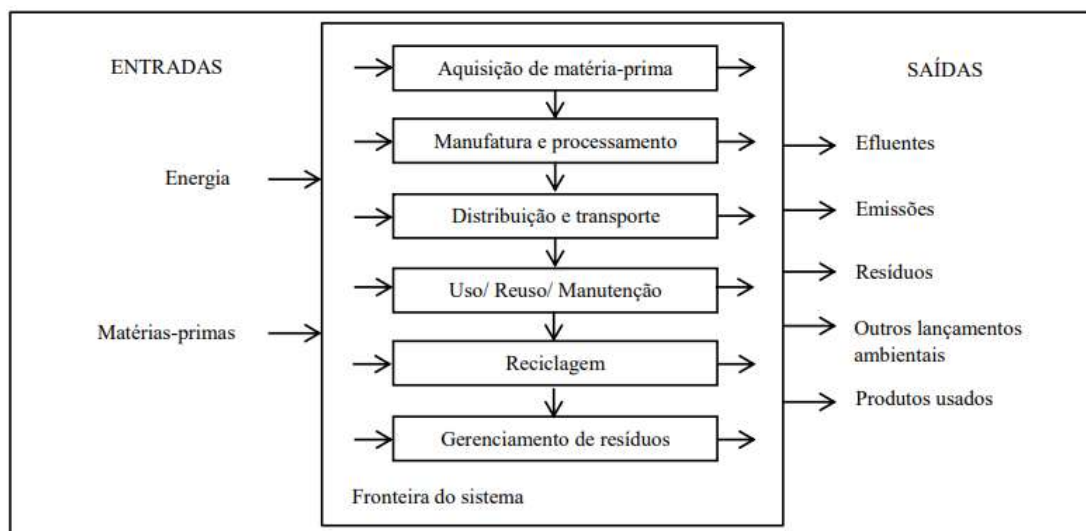 ENTRADAS
Energia
Matérias-primas
Aquisição de matéria-prima
Manufatura e processamento
Distribuição e transporte
Uso/ Reuso/ Manutenção
Reciclagem
Gerenciamento de resíduos
Fronteira do sistema
SAÍDAS
Efluentes
Emissões
Resíduos
Outros lançamentos
ambientais
Produtos usados